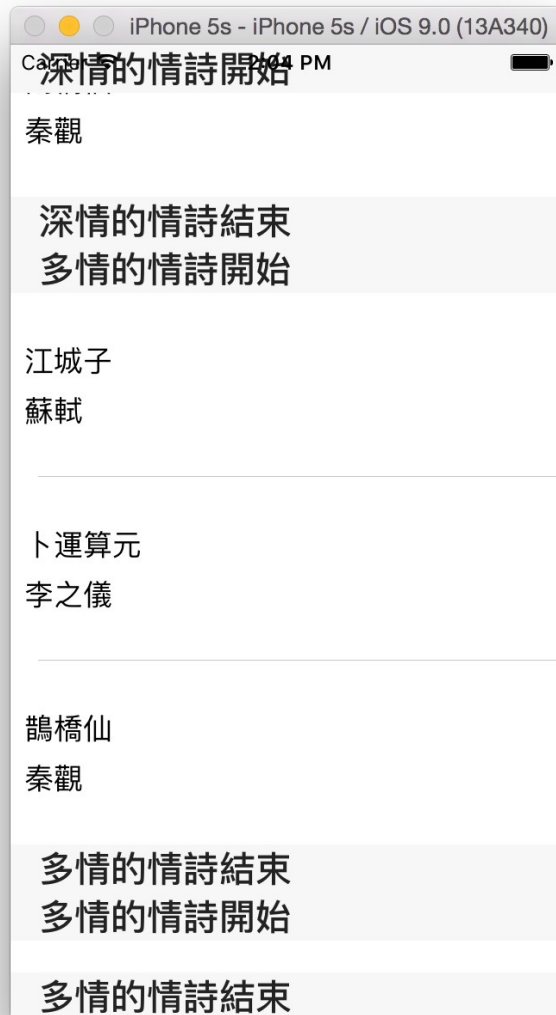 iPhone 5s - iPhone 5s / iOS 9.0 (13A340)
Carrier 2:04 PM
深情的情詩開始
秦觀
深情的情詩結束
多情的情詩開始
江城子
蘇軾
卜運算元
李之儀
鵲橋仙
秦觀
多情的情詩結束
多情的情詩開始
多情的情詩結束